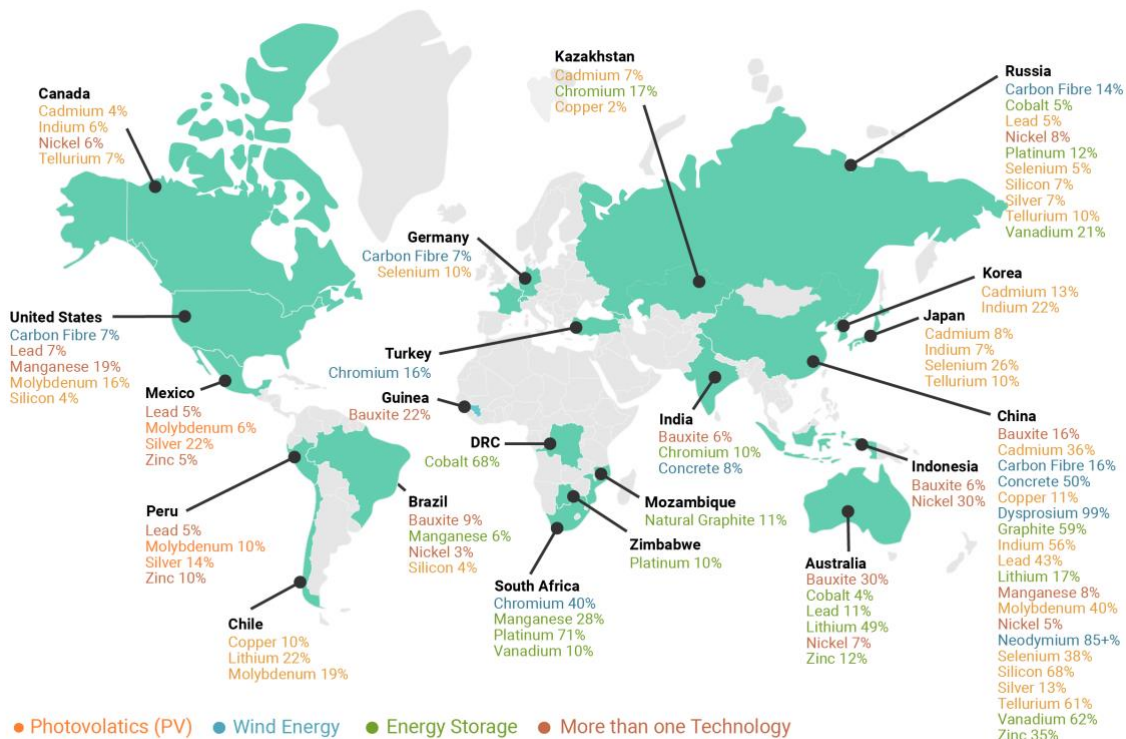 Canada
Cadmium 4%
Indium 6%
Nickel 6%
Tellurium 7%
Kazakhstan
Cadmium 7%
Chromium 17%
Copper 2%
Russia
Carbon Fibre 14%
Cobalt 5%
Lead 5%
Nickel 8%
Platinum 12%
Selenium 5%
Silicon 7%
Silver 7%
Tellurium 10%
Vanadium 21%
Germany
Carbon Fibre 7%
Selenium 10%
Korea
Cadmium 13%
Indium 22%
United States
Carbon Fibre 7%
Lead 7%
Manganese 19%
Molybdenum 16%
Silicon 4%
Japan
Cadmium 8%
Indium 7%
Selenium 26%
Tellurium 10%
Turkey
Chromium 16%
Mexico
Lead 5%
Molybdenum 6%
Silver 22%
Zinc 5%
Guinea
Bauxite 22%
DRC
Cobalt 68%
India
Bauxite 6%
Chromium 10%
Concrete 8%
China
Bauxite 16%
Cadmium 36%
Carbon Fibre 16%
Concrete 50%
Copper 11%
Dysprosium 99%
Graphite 59%
Indium 56%
Lead 43%
Lithium 17%
Manganese 8%
Molybdenum 40%
Nickel 5%
Neodymium 85+%
Selenium 38%
Silicon 68%
Silver 13%
Tellurium 61%
Vanadium 62%
Zinc 35%
Indonesia
Bauxite 6%
Nickel 30%
Peru
Lead 5%
Molybdenum 10%
Silver 14%
Zinc 10%
Brazil
Bauxite 9%
Manganese 6%
Nickel 3%
Silicon 4%
Mozambique
Natural Graphite 11%
Zimbabwe
Platinum 10%
South Africa
Chromium 40%
Manganese 28%
Platinum 71%
Vanadium 10%
Australia
Bauxite 30%
Cobalt 4%
Lead 11%
Lithium 49%
Nickel 7%
Zinc 12%
Chile
Copper 10%
Lithium 22%
Molybdenum 19%
Photovolatics (PV)
Wind Energy
Energy Storage
More than one Technology